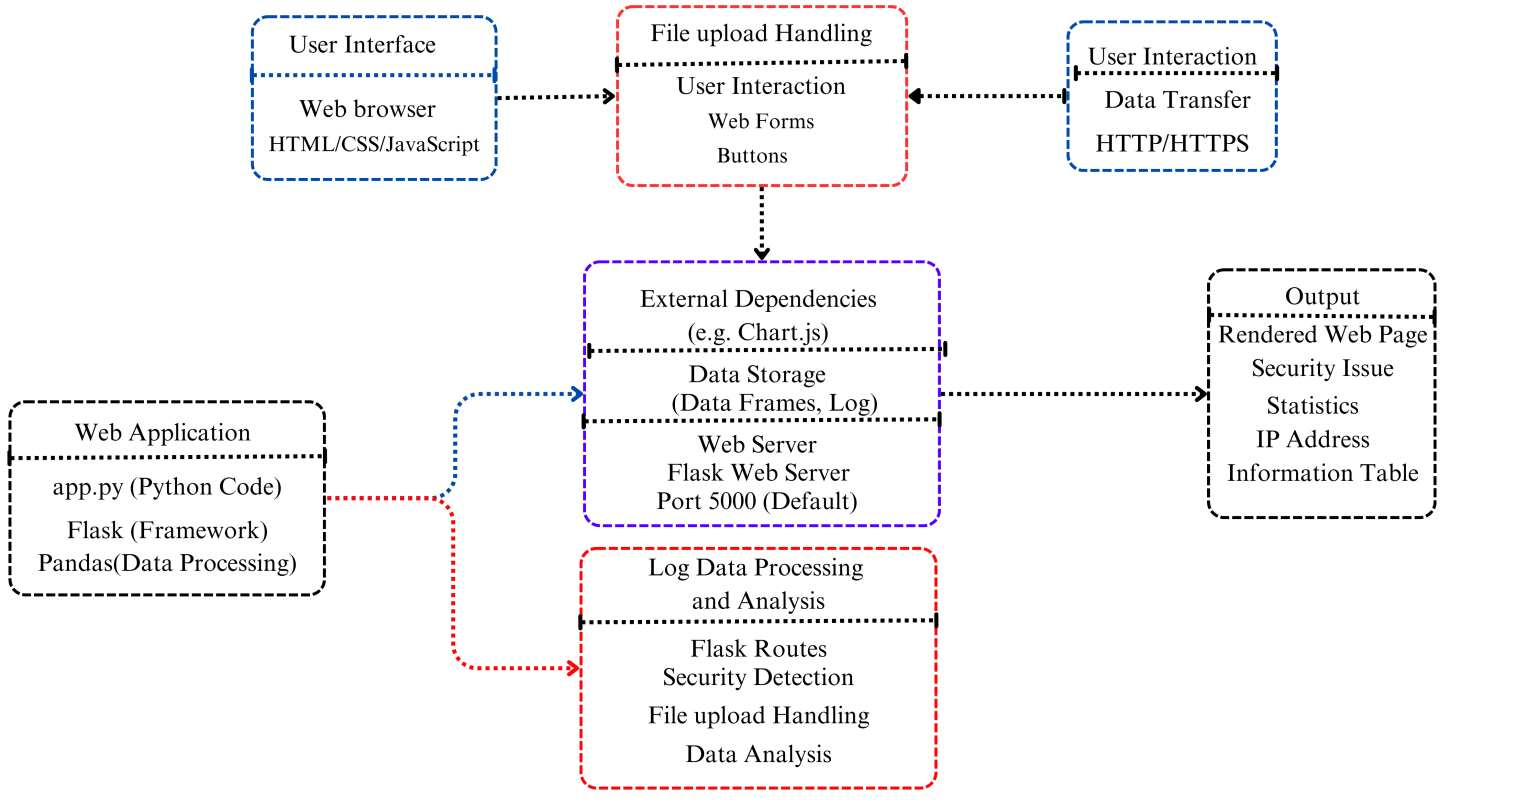 User Interface
Web browser
HTML/CSS/JavaScript
File upload Handling
User Interaction
Web Forms
Buttons
User Interaction
Data Transfer
HTTP/HTTPS
External Dependencies
(e.g. Chart.js)
Data Storage
(Data Frames, Log)
Web Server
Flask Web Server
Port 5000 (Default)
Output
Rendered Web Page
Security Issue
Statistics
IP Address
Information Table
Web Application
app.py (Python Code)
Flask (Framework)
Pandas(Data Processing)
Log Data Processing
and Analysis
Flask Routes
Security Detection
File upload Handling
Data Analysis